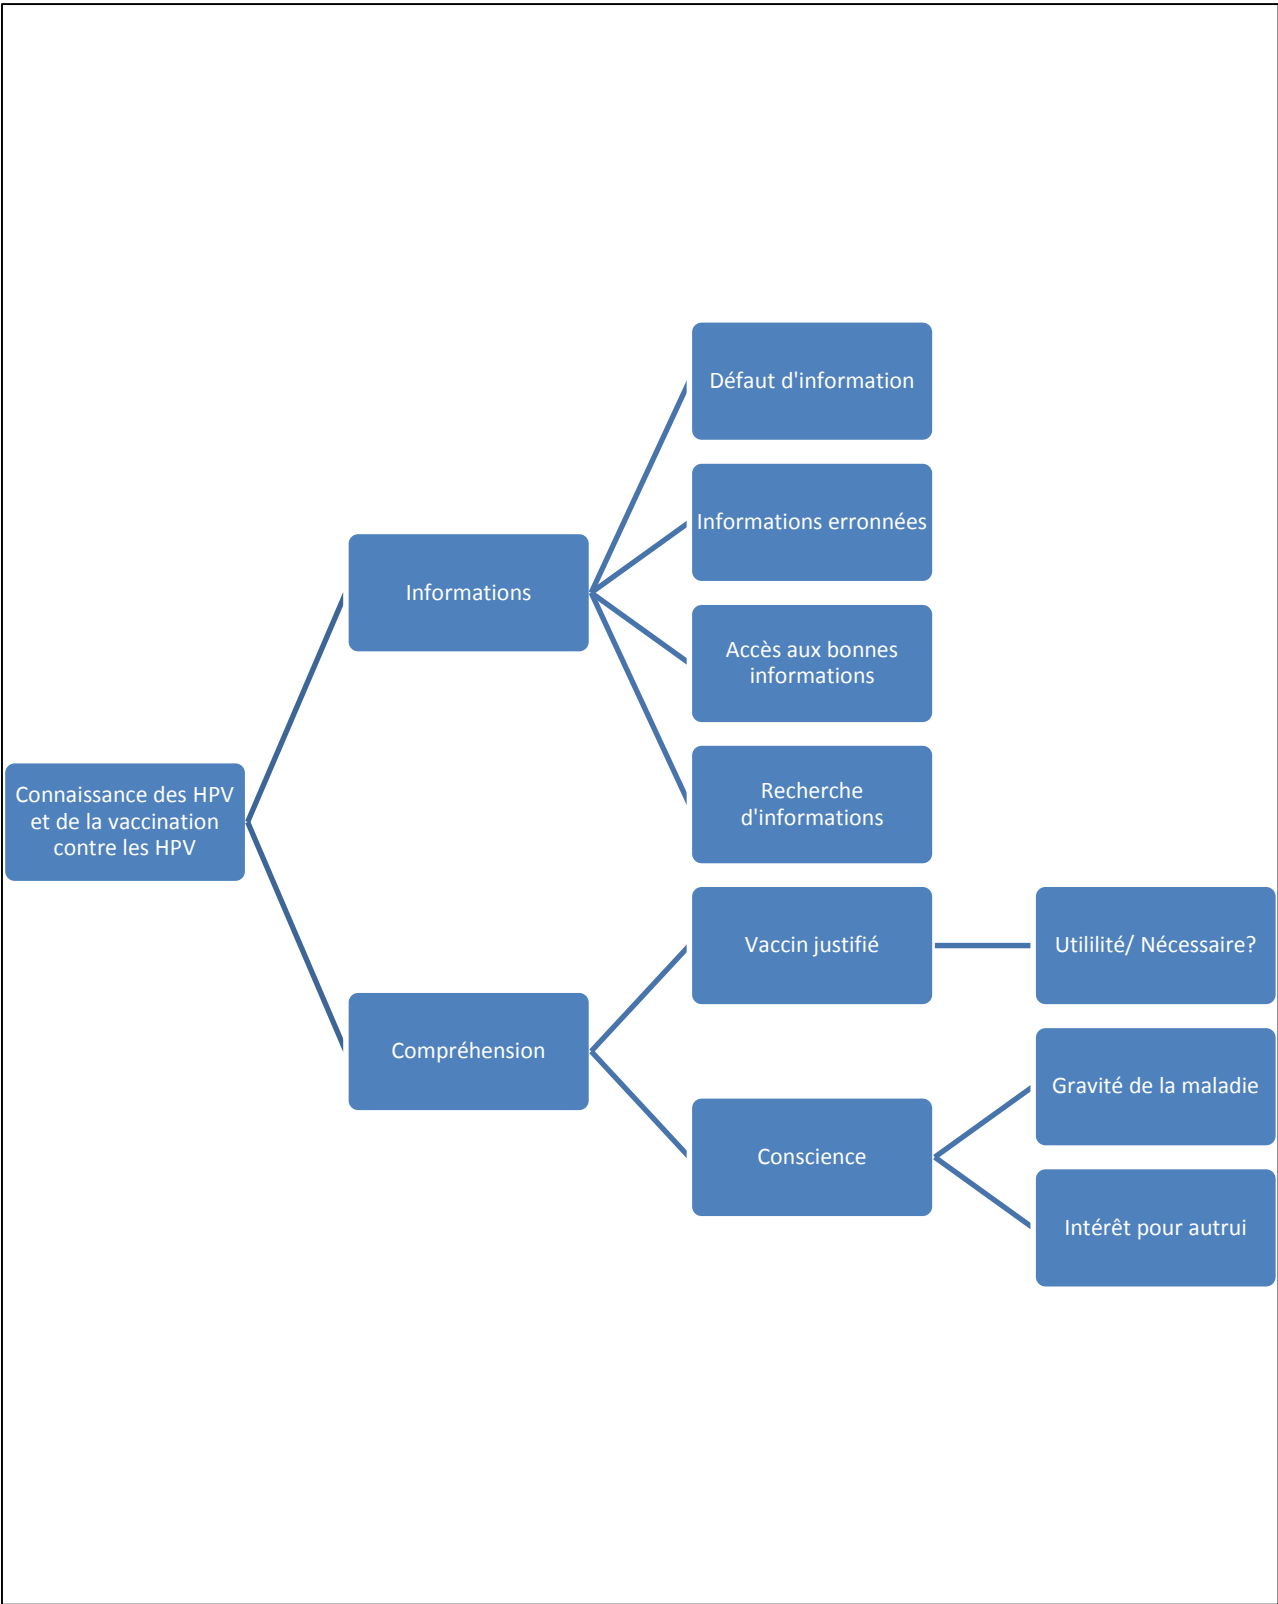 Connaissance des HPV
et de la vaccination
contre les HPV
Informations
Défaut d'information
Informations erronnées
Accès aux bonnes
informations
Recherche
d'informations
Compréhension
Vaccin justifié
Utililité/ Nécessaire?
Conscience
Gravité de la maladie
Intérêt pour autrui